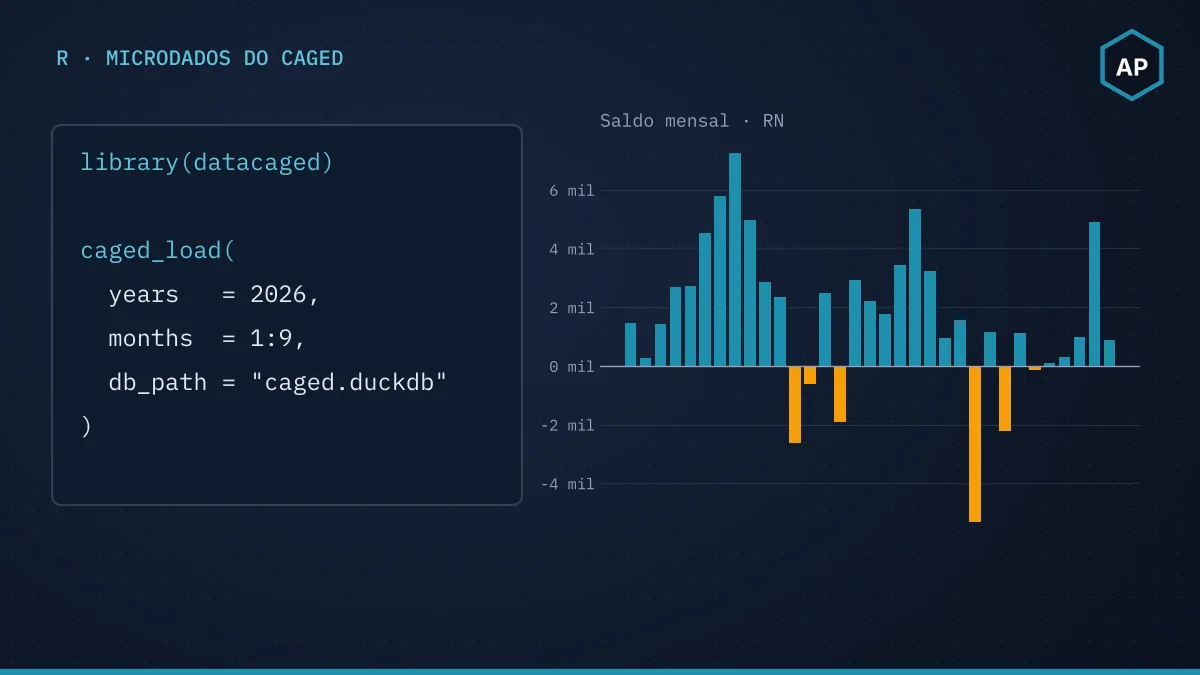 R · MICRODADOS DO CAGED
AP
library(datacaged)
caged_load(
  years   = 2026,
  months  = 1:9,
  db_path = "caged.duckdb"
)
Saldo mensal · RN
6 mil
4 mil
2 mil
0 mil
-2 mil
-4 mil